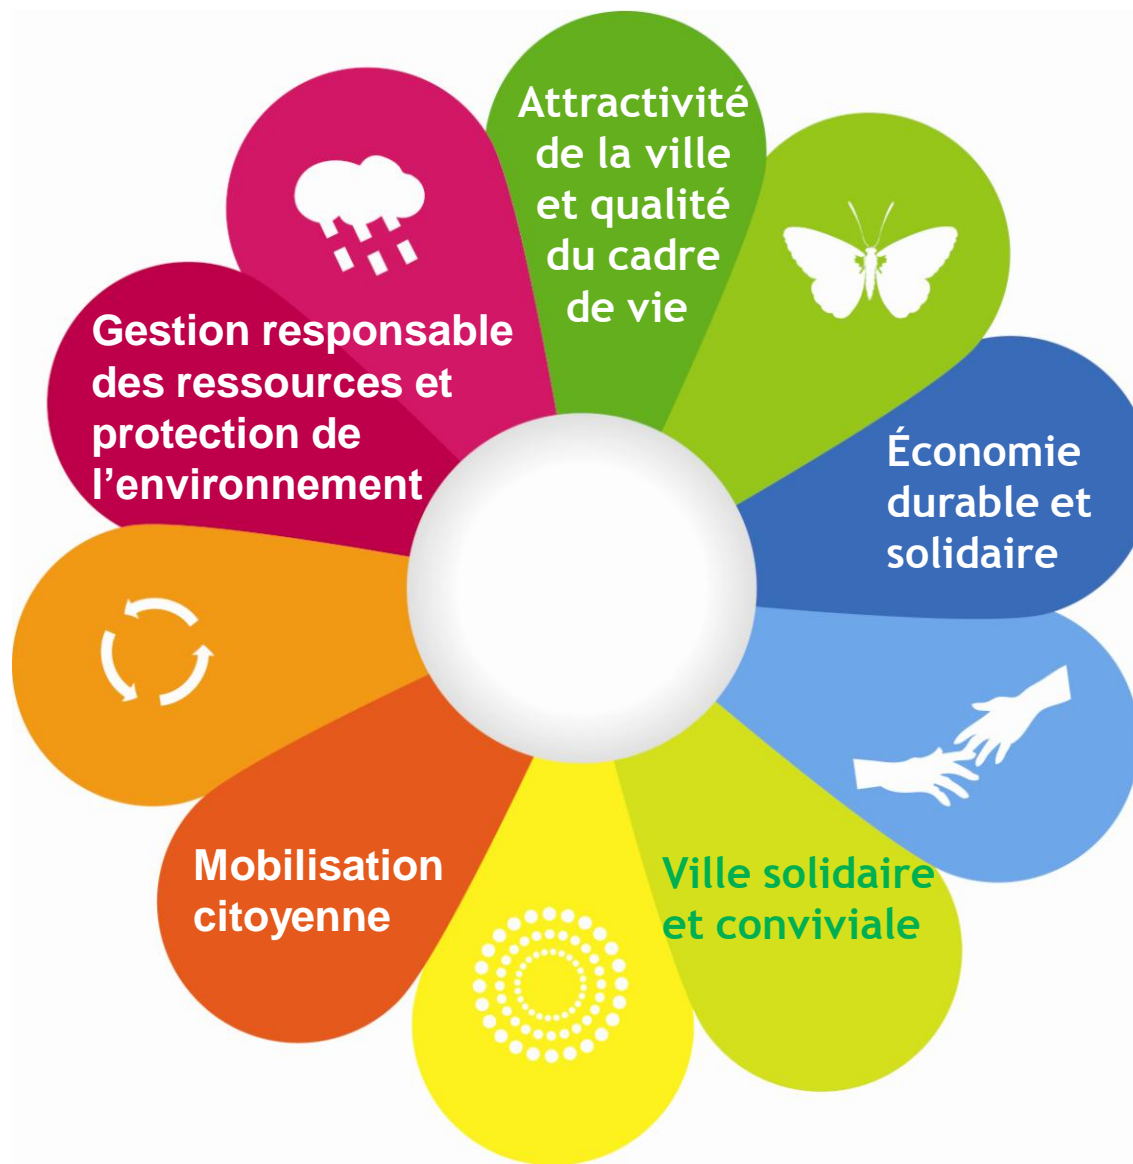 Attractivité
de la ville
et qualité
du cadre
de vie
Gestion responsable
des ressources et
protection de
l’environnement
Économie
durable et
solidaire
Mobilisation
citoyenne
Ville solidaire
et conviviale